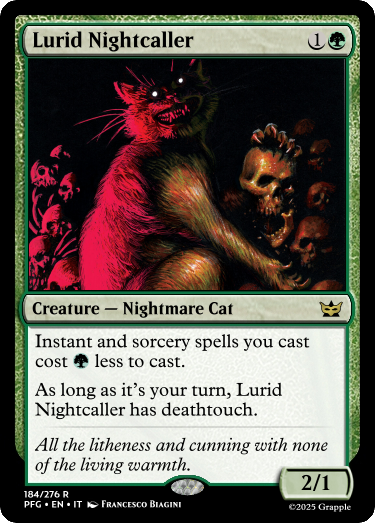 Lurid Nightcaller 1
Creature — Nightmare Cat
Instant and sorcery spells you cast
cost less to cast.
As long as it's your turn, Lurid
Nightcaller has deathtouch.
All the litheness and cunning with none
of the living warmth.
2/1
184/276 R
PFG • EN • IT Francesco Biagini
©2025 Grapple